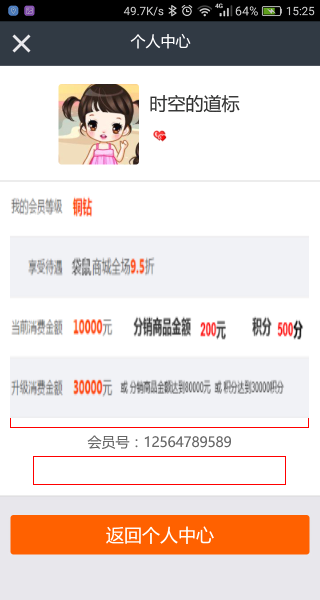 49.7K/s 4G 64% 15:25
个人中心
时空的道标
我的会员等级 铜钻
享受待遇 袋鼠商城全场9.5折
当前消费金额 10000元 分销商品金额 200元 积分 500分
升级消费金额 30000元 或 分销商品金额达到80000元 或 积分达到30000积分
会员号：12564789589
返回个人中心